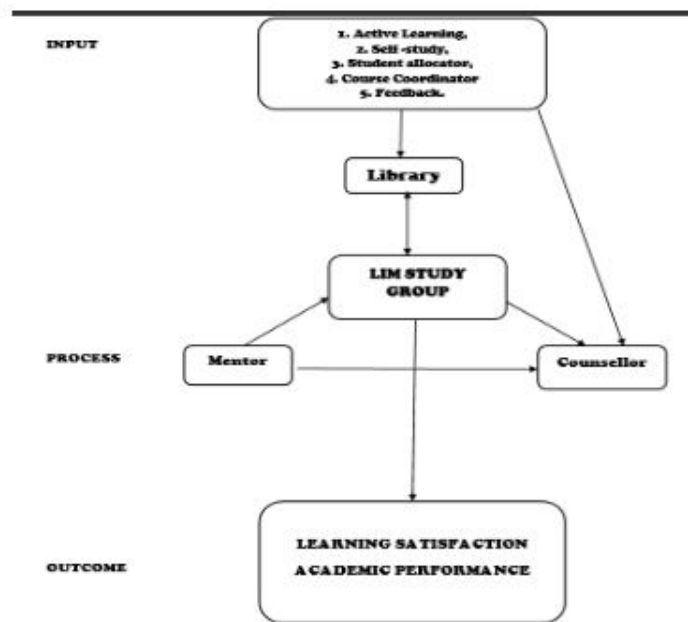 INPUT
1. Active Learning,
2. Self -study,
3. Student allocator,
4. Course Coordinator
5. Feedback.
Library
LIM STUDY
GROUP
PROCESS
Mentor
Counsellor
LEARNING SATISFACTION
ACADEMIC PERFORMANCE
OUTCOME